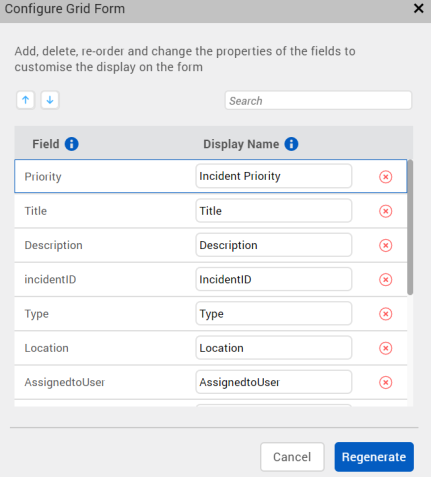 Configure Grid Form
Add, delete, re-order and change the properties of the fields to
customise the display on the form
Search
Field Display Name
Priority Incident Priority
Title Title
Description Description
incidentID IncidentID
Type Type
Location Location
AssignedtoUser AssignedtoUser
Cancel Regenerate